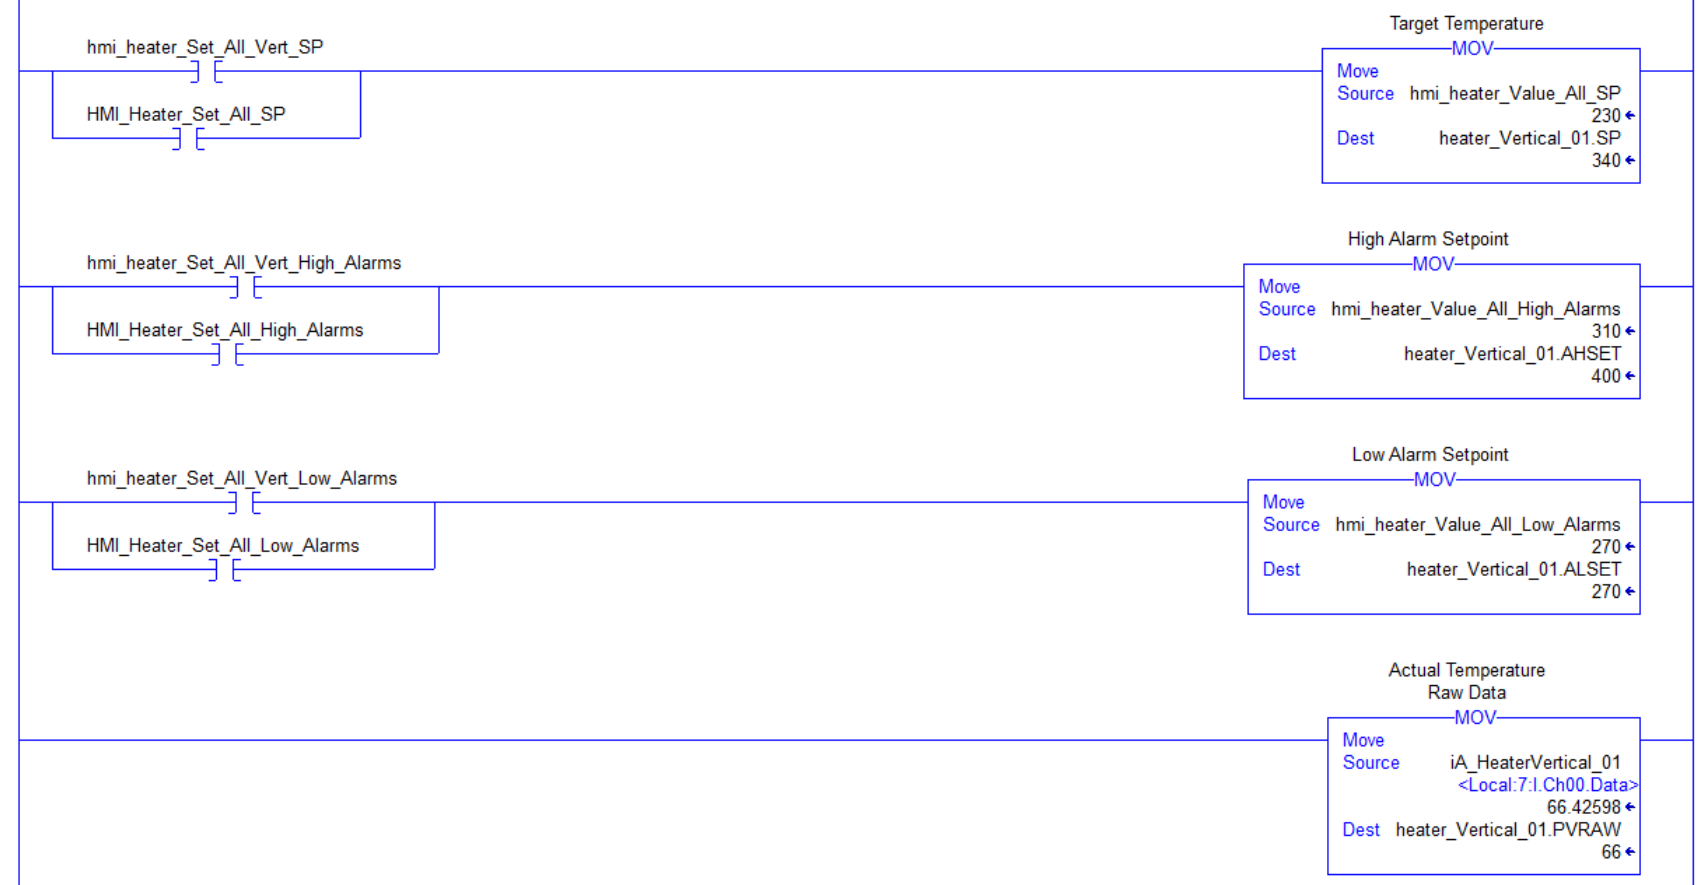 Target Temperature
hmi_heater_Set_All_Vert_SP
MOV
Move
Source hmi_heater_Value_All_SP
230
HMI_Heater_Set_All_SP
Dest heater_Vertical_01.SP
340
High Alarm Setpoint
hmi_heater_Set_All_Vert_High_Alarms
MOV
Move
Source hmi_heater_Value_All_High_Alarms
310
HMI_Heater_Set_All_High_Alarms
Dest heater_Vertical_01.AHSET
400
Low Alarm Setpoint
hmi_heater_Set_All_Vert_Low_Alarms
MOV
Move
Source hmi_heater_Value_All_Low_Alarms
270
HMI_Heater_Set_All_Low_Alarms
Dest heater_Vertical_01.ALSET
270
Actual Temperature
Raw Data
MOV
Move
Source iA_HeaterVertical_01
<Local:7:I.Ch00.Data>
66.42598
Dest heater_Vertical_01.PVRAW
66